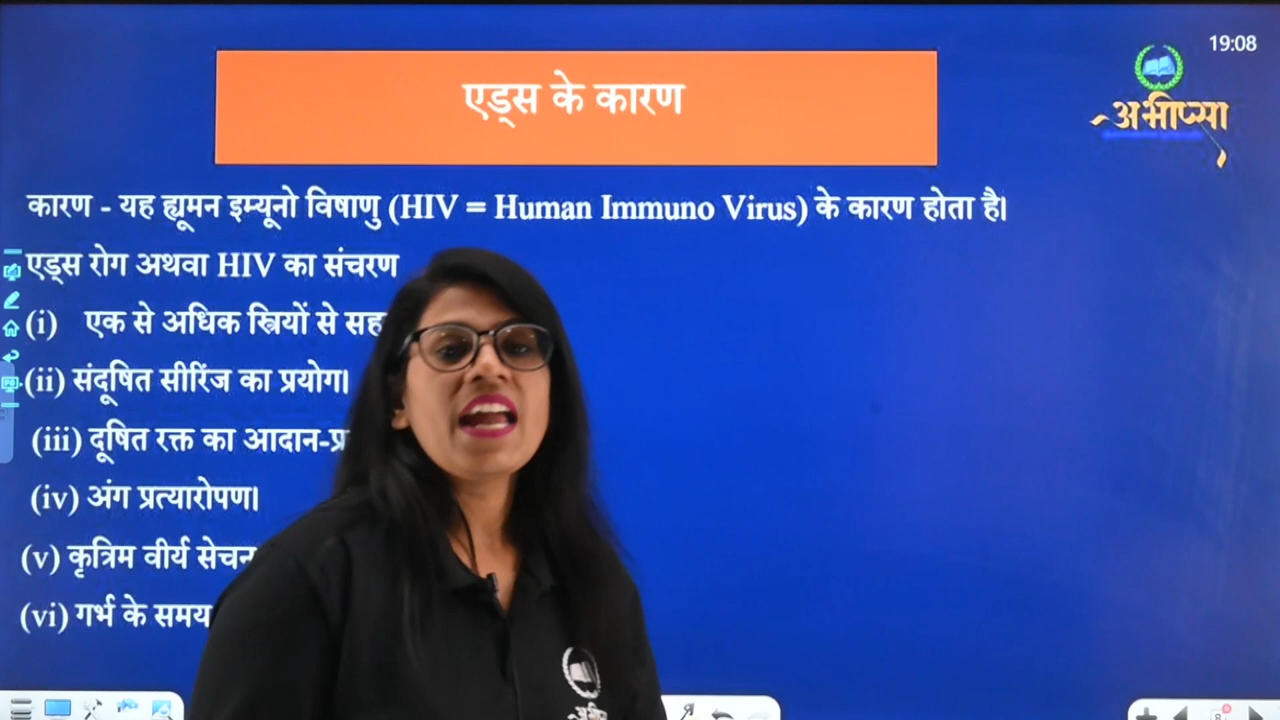 19:08
अभीप्सा
एड्स के कारण
कारण - यह ह्यूमन इम्यूनो विषाणु (HIV = Human Immuno Virus) के कारण होता है।
एड्स रोग अथवा HIV का संचरण
(i) एक से अधिक स्त्रियों से सह
(ii) संदूषित सीरिंज का प्रयोग।
(iii) दूषित रक्त का आदान-प्र
(iv) अंग प्रत्यारोपण।
(v) कृत्रिम वीर्य सेचन
(vi) गर्भ के समय